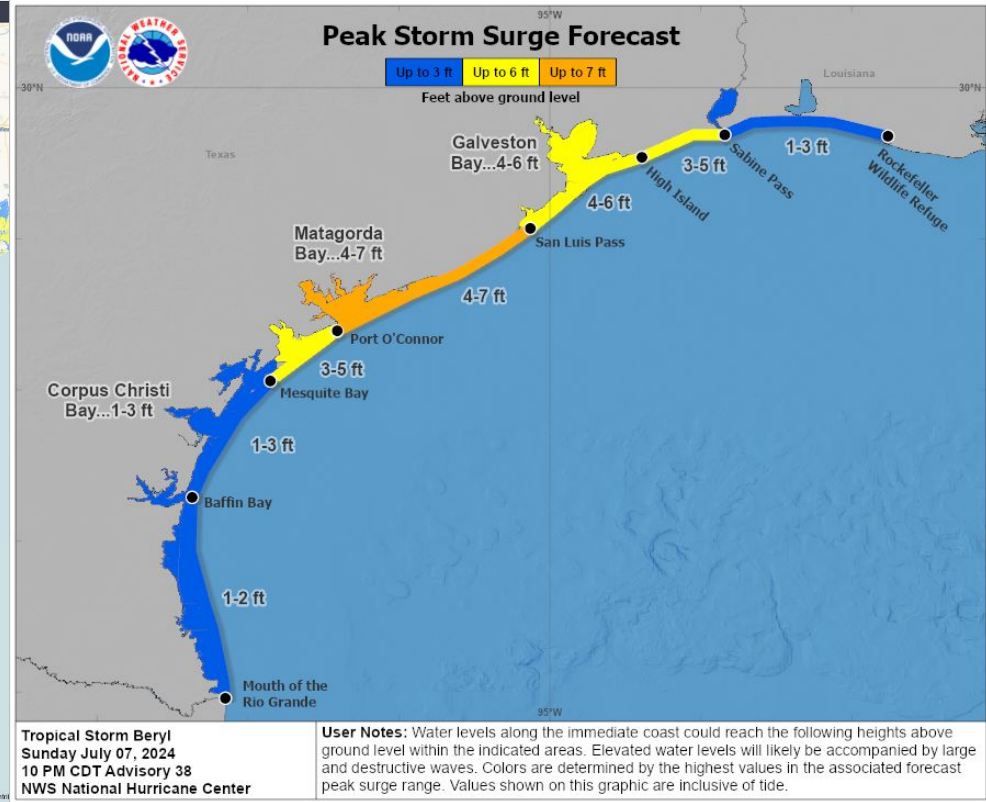 NOAA
NATIONAL WEATHER SERVICE
Peak Storm Surge Forecast
Up to 3 ft Up to 6 ft Up to 7 ft
Feet above ground level
95°W
30°N
30°N
Texas
Louisiana
Galveston
Bay...4-6 ft
3-5 ft
1-3 ft
Sabine Pass
Rockefeller
Wildlife Refuge
High Island
4-6 ft
San Luis Pass
Matagorda
Bay...4-7 ft
4-7 ft
Port O'Connor
3-5 ft
Mesquite Bay
Corpus Christi
Bay...1-3 ft
1-3 ft
Baffin Bay
1-2 ft
Mouth of the
Rio Grande
95°W
Tropical Storm Beryl
Sunday July 07, 2024
10 PM CDT Advisory 38
NWS National Hurricane Center
User Notes: Water levels along the immediate coast could reach the following heights above
ground level within the indicated areas. Elevated water levels will likely be accompanied by large
and destructive waves. Colors are determined by the highest values in the associated forecast
peak surge range. Values shown on this graphic are inclusive of tide.